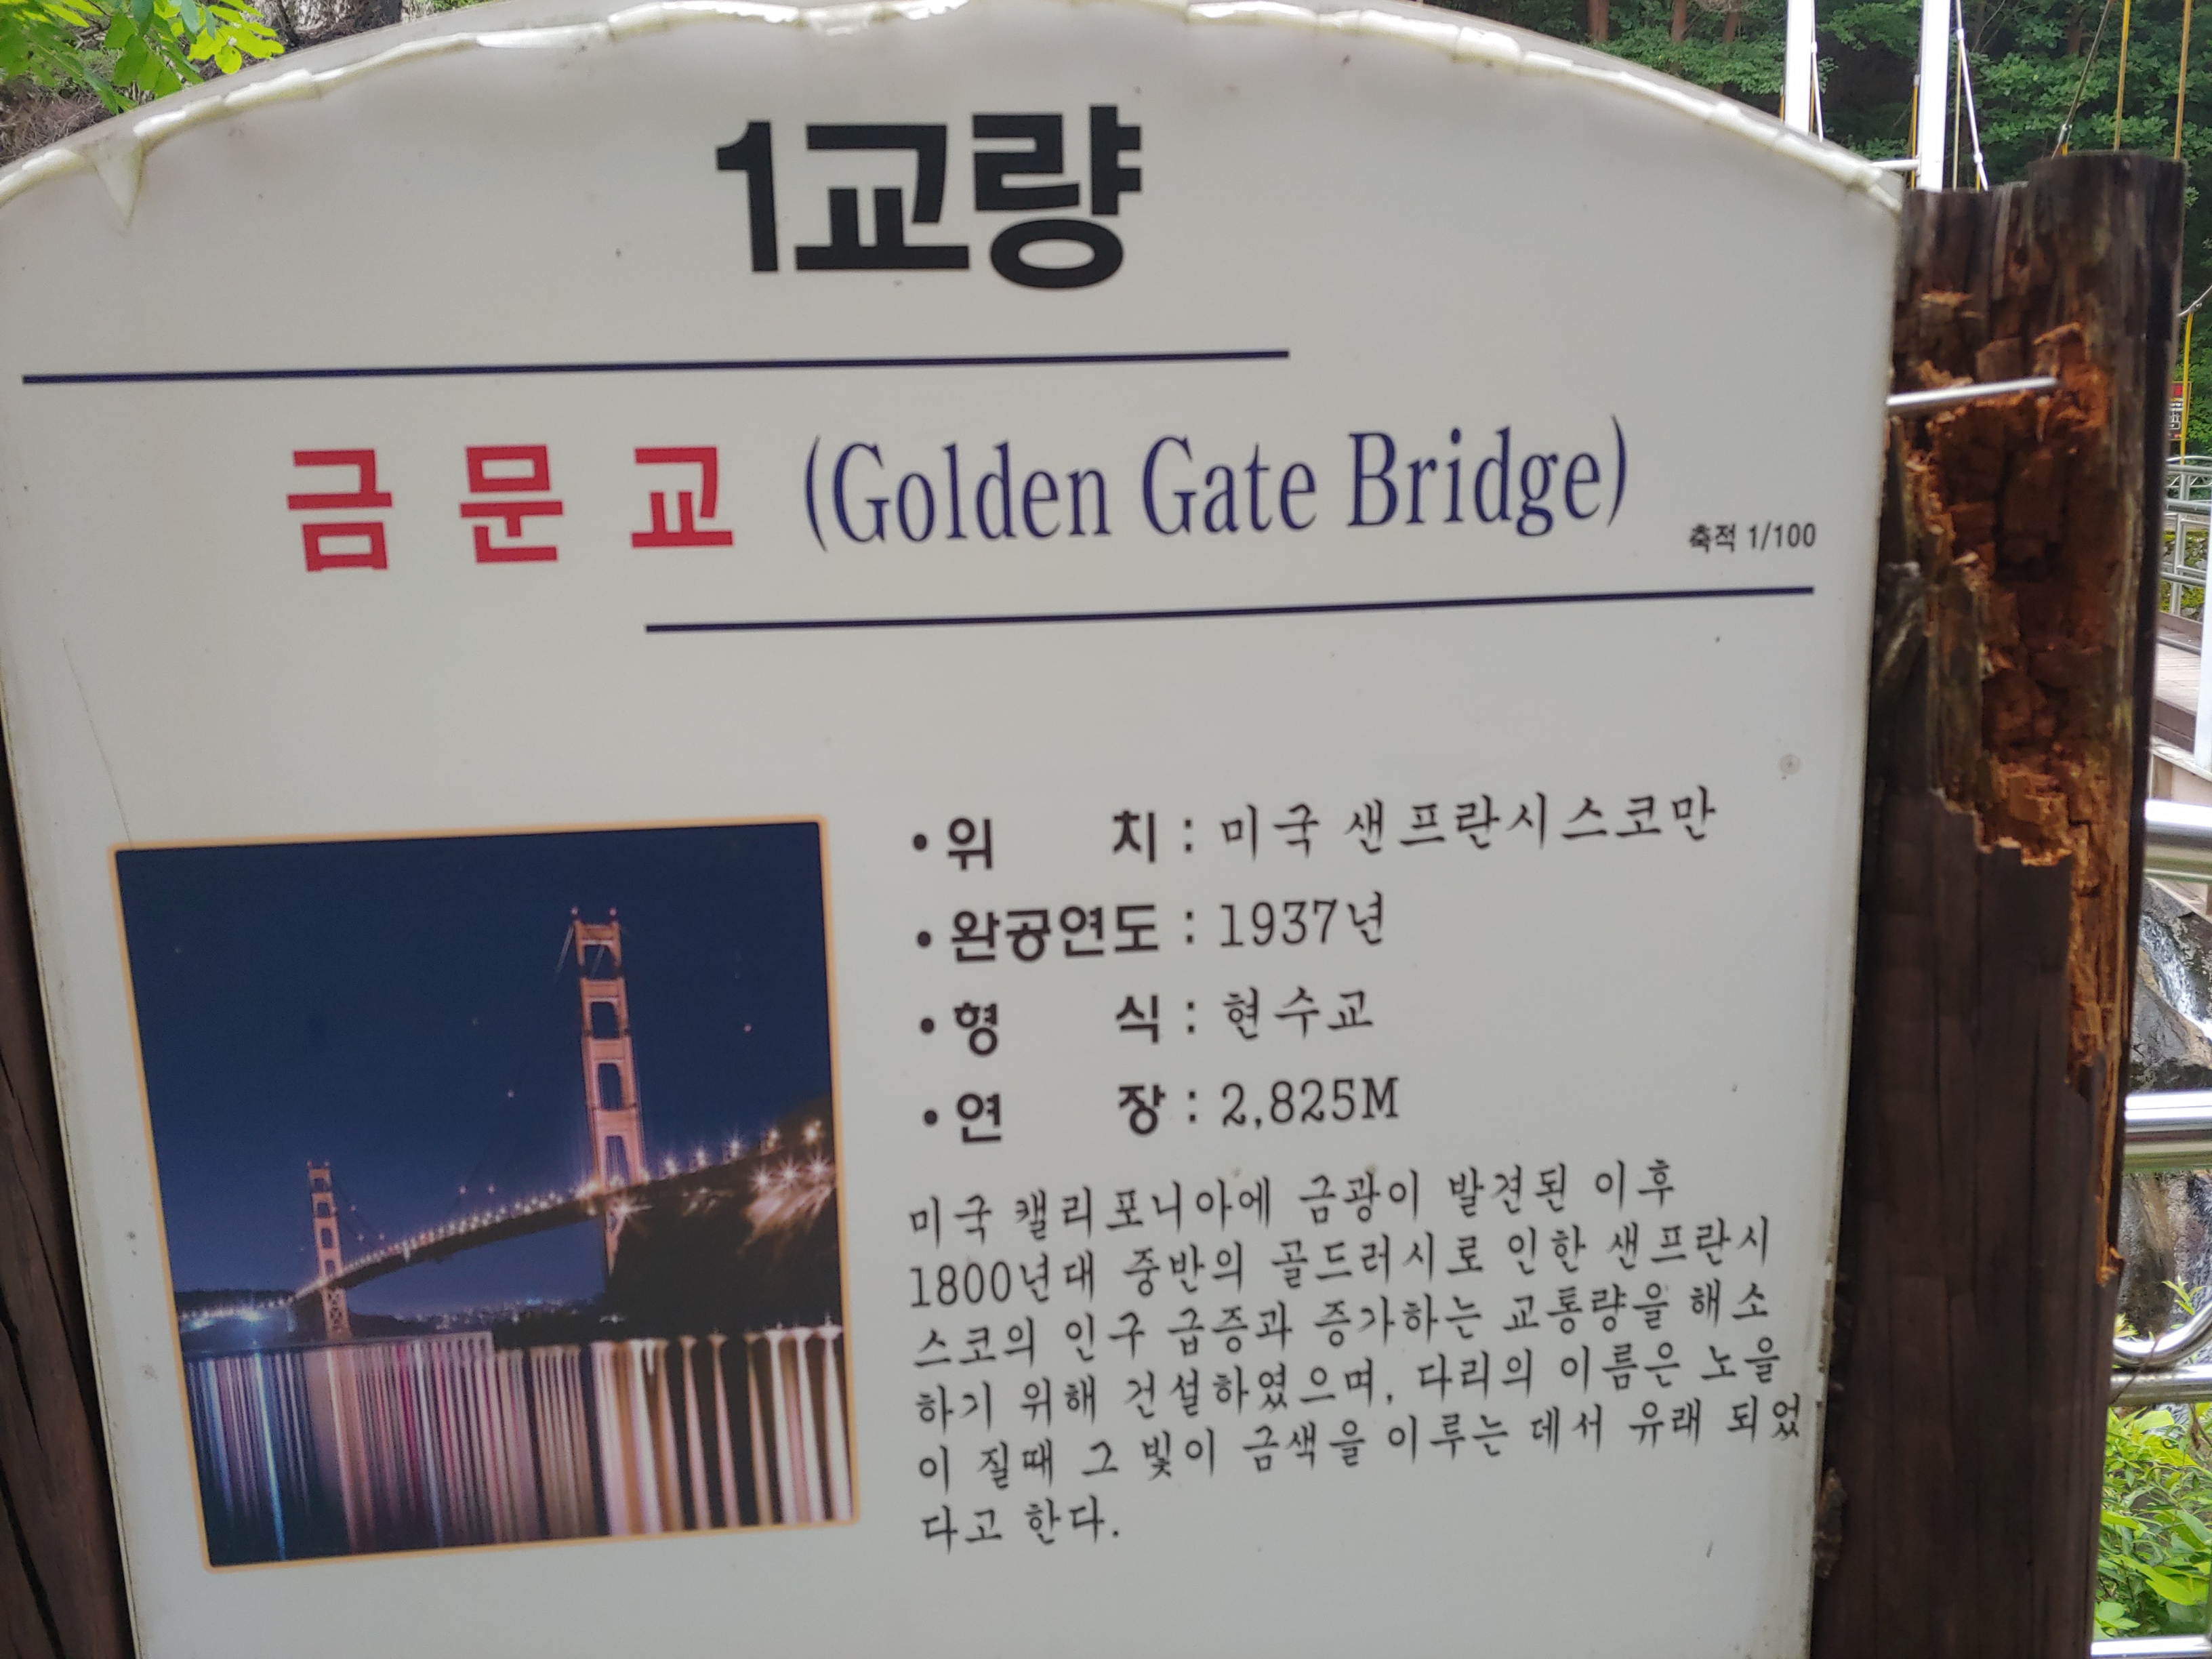 1교량
금 문 교 (Golden Gate Bridge)
축적 1/100
• 위 치 : 미국 샌프란시스코만
• 완공연도 : 1937년
• 형 식 : 현수교
• 연 장 : 2,825M
미국 캘리포니아에 금광이 발견된 이후
1800년대 중반의 골드러시로 인한 샌프란시
스코의 인구 급증과 증가하는 교통량을 해소
하기 위해 건설하였으며, 다리의 이름은 노을
이 질때 그 빛이 금색을 이루는 데서 유래 되었
다고 한다.